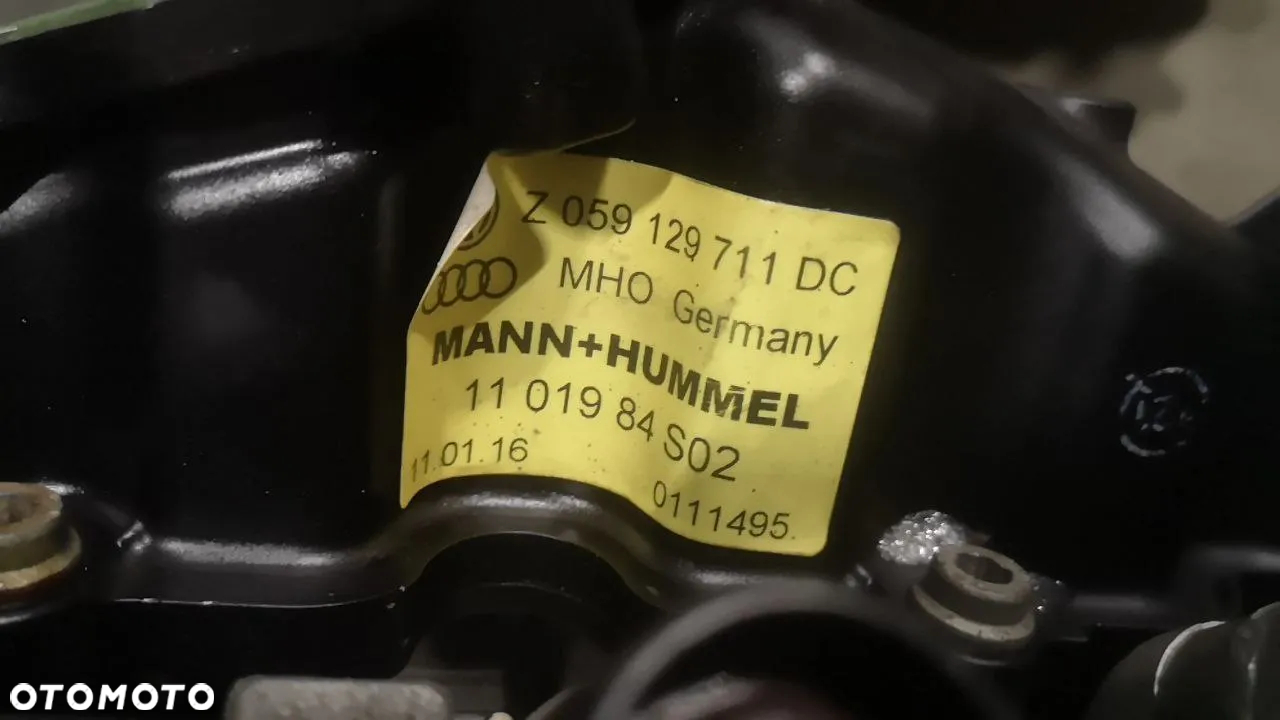 Z 059 129 711 DC
MHO Germany
MANN+HUMMEL
11 019 84 S02
11.01.16
0111495.
OTOMOTO